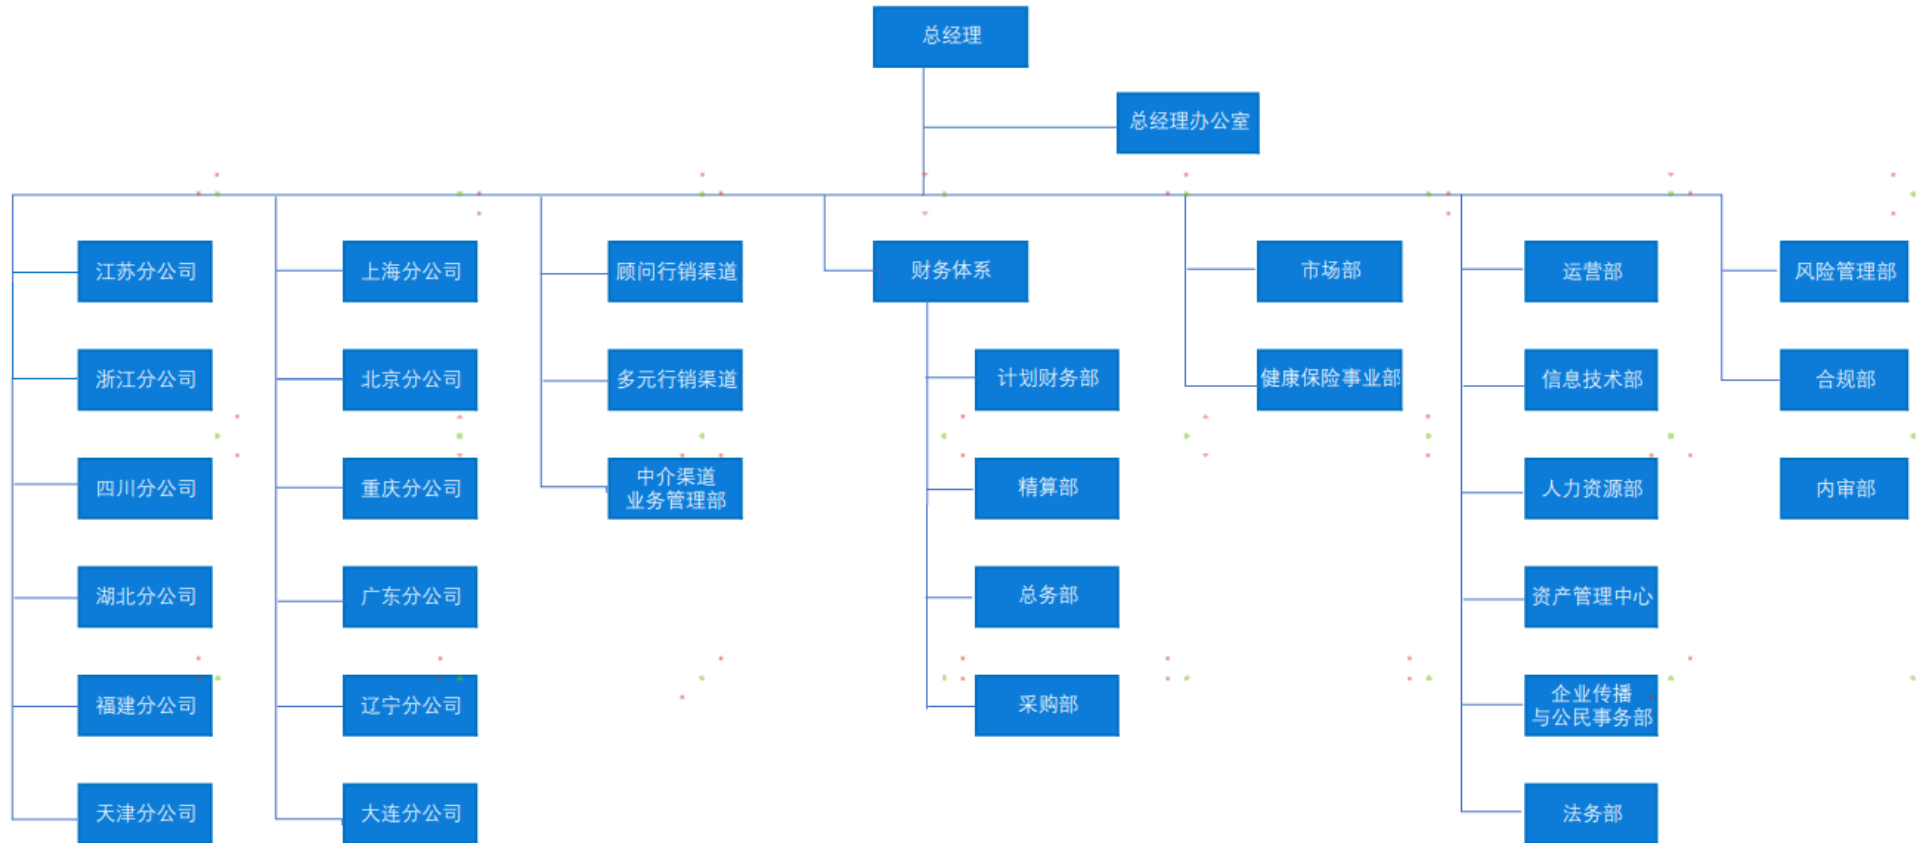 总经理
总经理办公室
江苏分公司
浙江分公司
四川分公司
湖北分公司
福建分公司
天津分公司
上海分公司
北京分公司
重庆分公司
广东分公司
辽宁分公司
大连分公司
顾问行销渠道
多元行销渠道
中介渠道
业务管理部
财务体系
计划财务部
精算部
总务部
采购部
市场部
健康保险事业部
运营部
信息技术部
人力资源部
资产管理中心
企业传播
与公民事务部
法务部
风险管理部
合规部
内审部